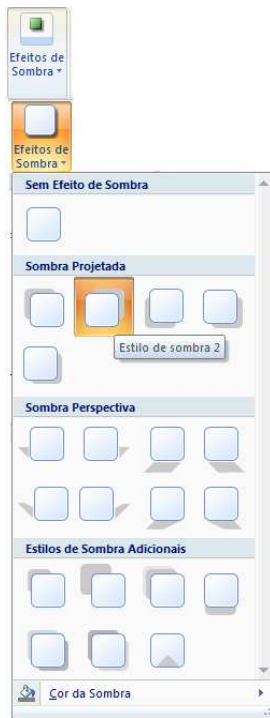 Efeitos de
Sombra
Efeitos de
Sombra
Sem Efeito de Sombra
Sombra Projetada
Estilo de sombra 2
Sombra Perspectiva
Estilos de Sombra Adicionais
Cor da Sombra